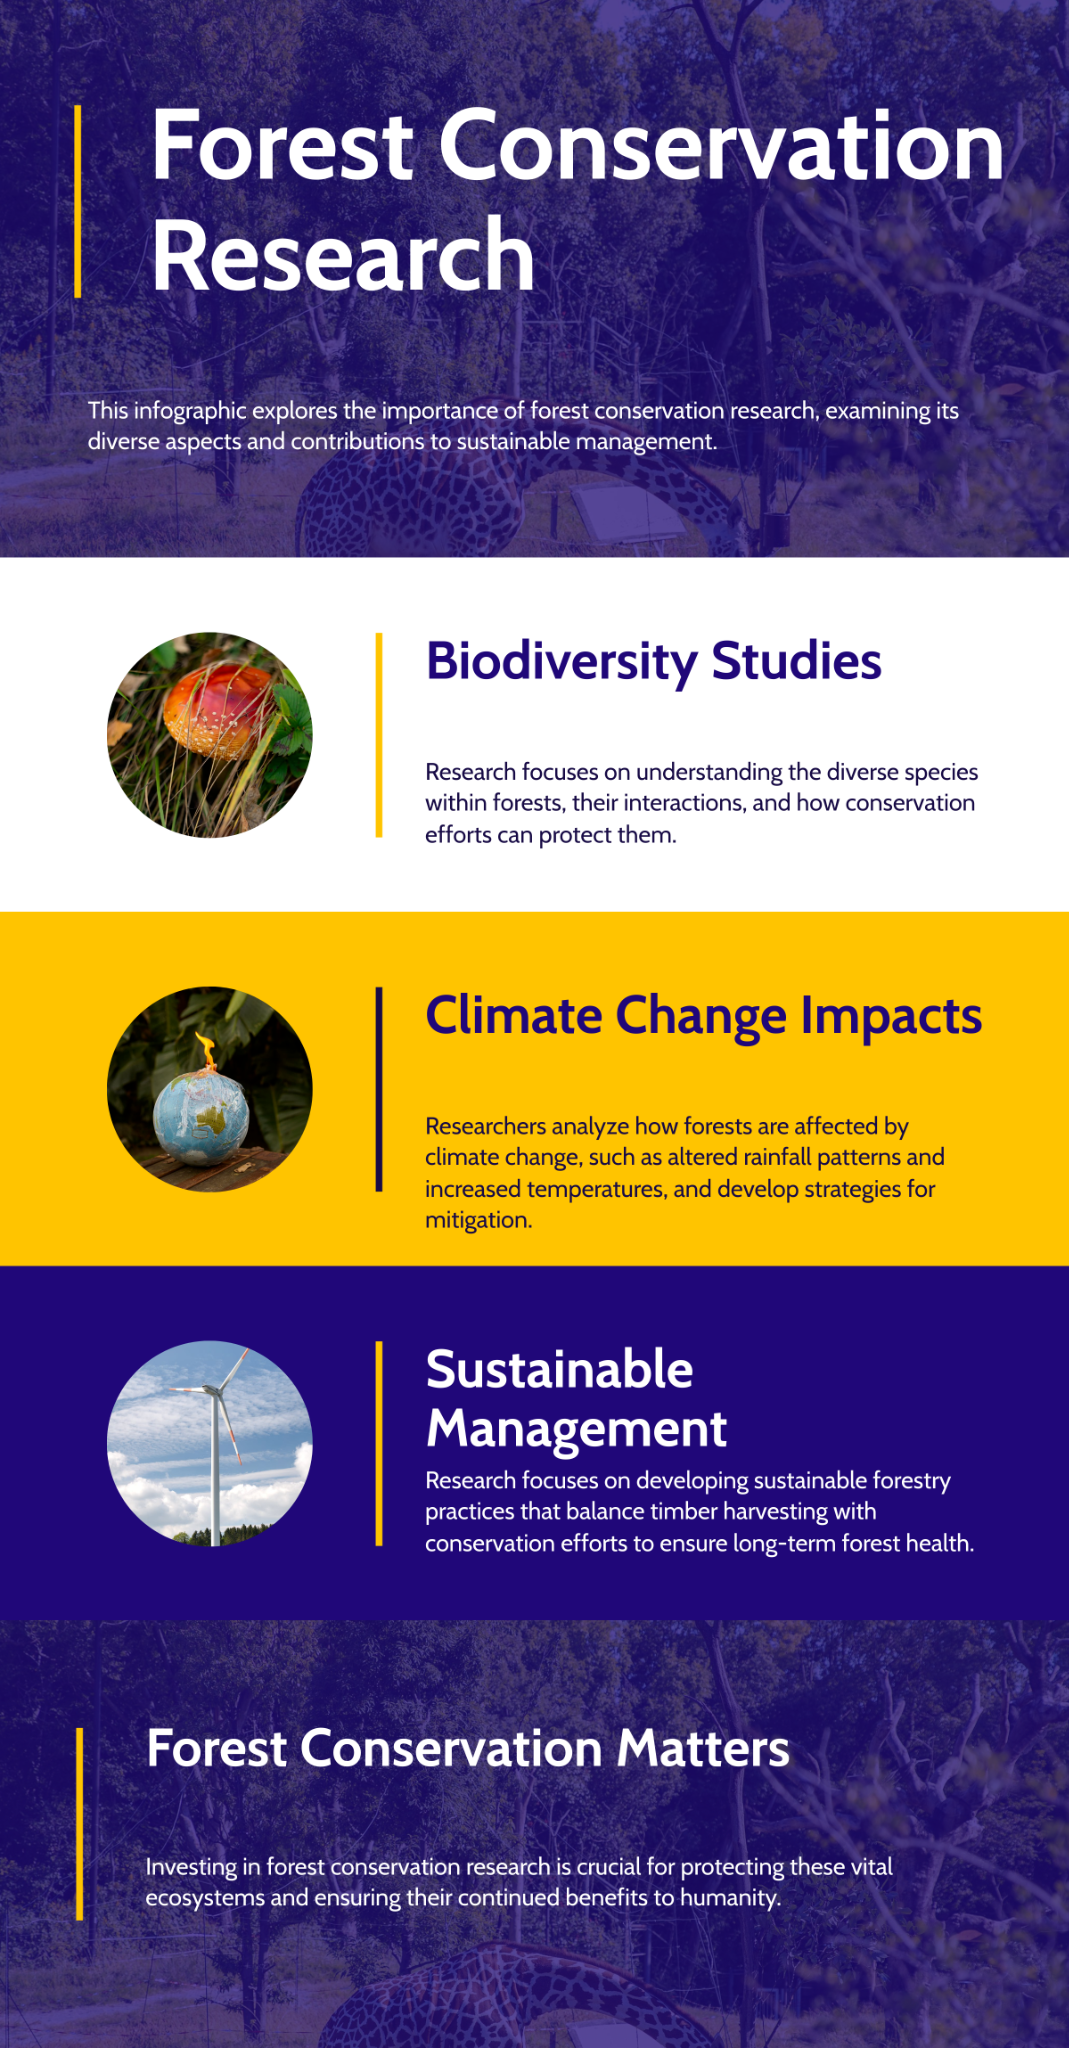 Forest Conservation
Research
This infographic explores the importance of forest conservation research, examining its
diverse aspects and contributions to sustainable management.
Biodiversity Studies
Research focuses on understanding the diverse species
within forests, their interactions, and how conservation
efforts can protect them.
Climate Change Impacts
Researchers analyze how forests are affected by
climate change, such as altered rainfall patterns and
increased temperatures, and develop strategies for
mitigation.
Sustainable
Management
Research focuses on developing sustainable forestry
practices that balance timber harvesting with
conservation efforts to ensure long-term forest health.
Forest Conservation Matters
Investing in forest conservation research is crucial for protecting these vital
ecosystems and ensuring their continued benefits to humanity.